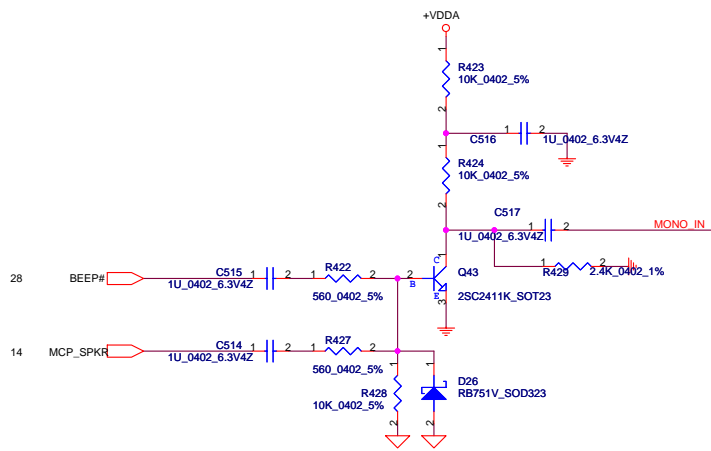 +VDDA
1
R423
10K_0402_5%
2
1 2
C516 1U_0402_6.3V4Z
1
R424
10K_0402_5%
2
C517
1 2
1U_0402_6.3V4Z
MONO_IN
1
C
Q43
1 2
R429 2.4K_0402_1%
28 BEEP#
C515 1 2
1U_0402_6.3V4Z
R422
1 2
560_0402_5%
2
B
E
3
2SC2411K_SOT23
14 MCP_SPKR
C514 1 2
1U_0402_6.3V4Z
R427
1 2
560_0402_5%
1
R428
10K_0402_5%
2
1
D26
RB751V_SOD323
2